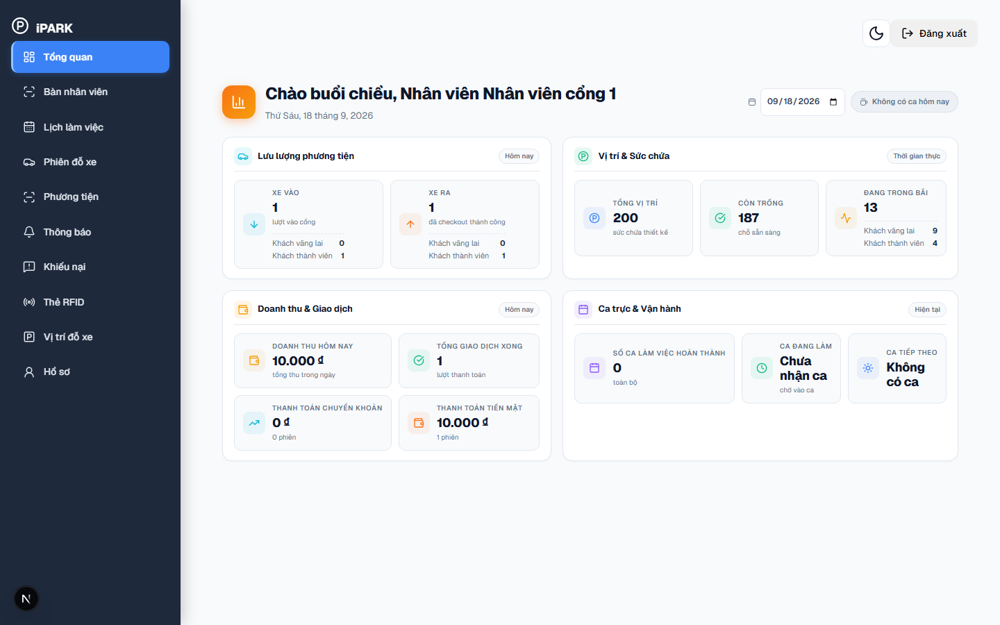 iPARK
Tổng quan
Bàn nhân viên
Lịch làm việc
Phiên đỗ xe
Phương tiện
Thông báo
Khiếu nại
Thẻ RFID
Vị trí đỗ xe
Hồ sơ
N
Đăng xuất
Chào buổi chiều, Nhân viên Nhân viên cổng 1
Thứ Sáu, 18 tháng 9, 2026
09/18/2026
Không có ca hôm nay
Lưu lượng phương tiện
Hôm nay
XE VÀO
1
lượt vào cổng
Khách vãng lai 0
Khách thành viên 1
XE RA
1
đã checkout thành công
Khách vãng lai 0
Khách thành viên 1
Vị trí & Sức chứa
Thời gian thực
TỔNG VỊ TRÍ
200
sức chứa thiết kế
CÒN TRỐNG
187
chỗ sẵn sàng
ĐANG TRONG BÃI
13
Khách vãng lai 9
Khách thành viên 4
Doanh thu & Giao dịch
Hôm nay
DOANH THU HÔM NAY
10.000 ₫
tổng thu trong ngày
TỔNG GIAO DỊCH XONG
1
lượt thanh toán
THANH TOÁN CHUYỂN KHOẢN
0 ₫
0 phiên
THANH TOÁN TIỀN MẶT
10.000 ₫
1 phiên
Ca trực & Vận hành
Hiện tại
SỐ CA LÀM VIỆC HOÀN THÀNH
0
toàn bộ
CA ĐANG LÀM
Chưa
nhận ca
chờ vào ca
CA TIẾP THEO
Không
có ca